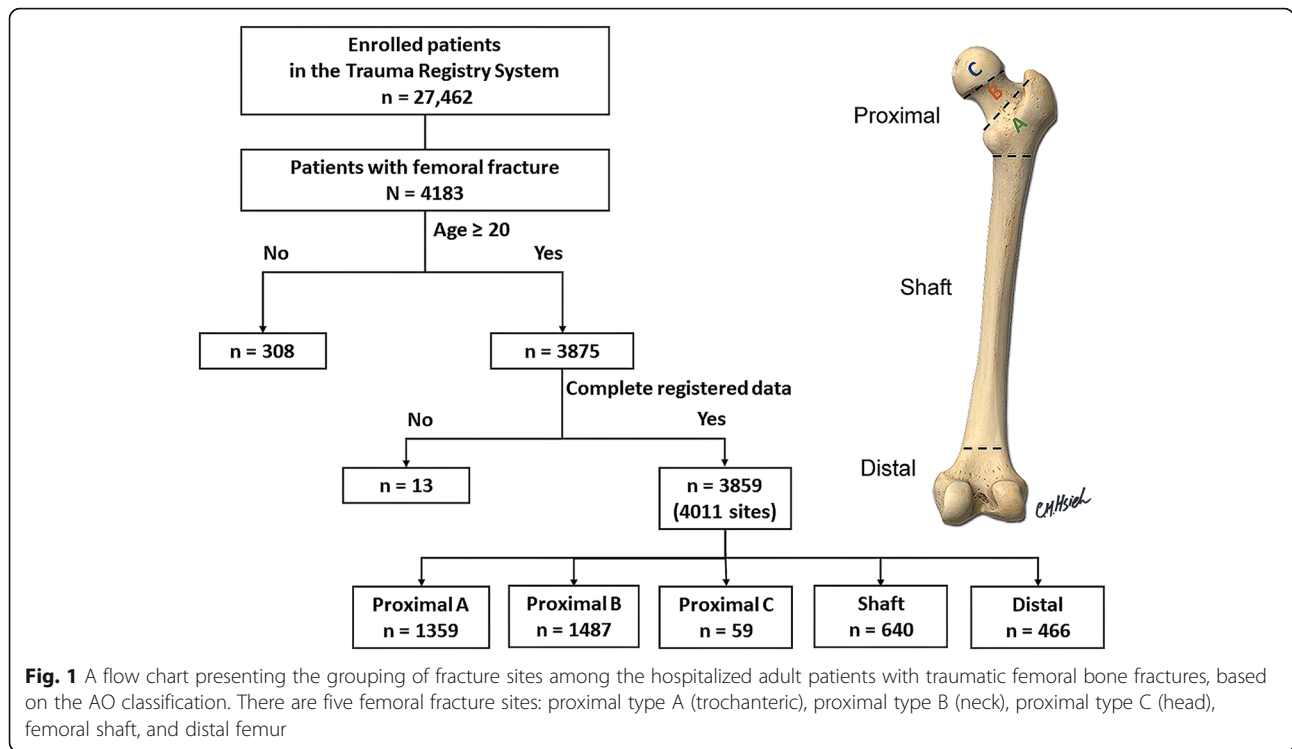 Enrolled patients
in the Trauma Registry System
n = 27,462
Patients with femoral fracture
N = 4183
Age ≥ 20
No
Yes
n = 308
n = 3875
Complete registered data
No
Yes
n = 13
n = 3859
(4011 sites)
Proximal A
n = 1359
Proximal B
n = 1487
Proximal C
n = 59
Shaft
n = 640
Distal
n = 466
C
B
A
Proximal
Shaft
Distal
C.M.Hsieh
Fig. 1 A flow chart presenting the grouping of fracture sites among the hospitalized adult patients with traumatic femoral bone fractures, based
on the AO classification. There are five femoral fracture sites: proximal type A (trochanteric), proximal type B (neck), proximal type C (head),
femoral shaft, and distal femur